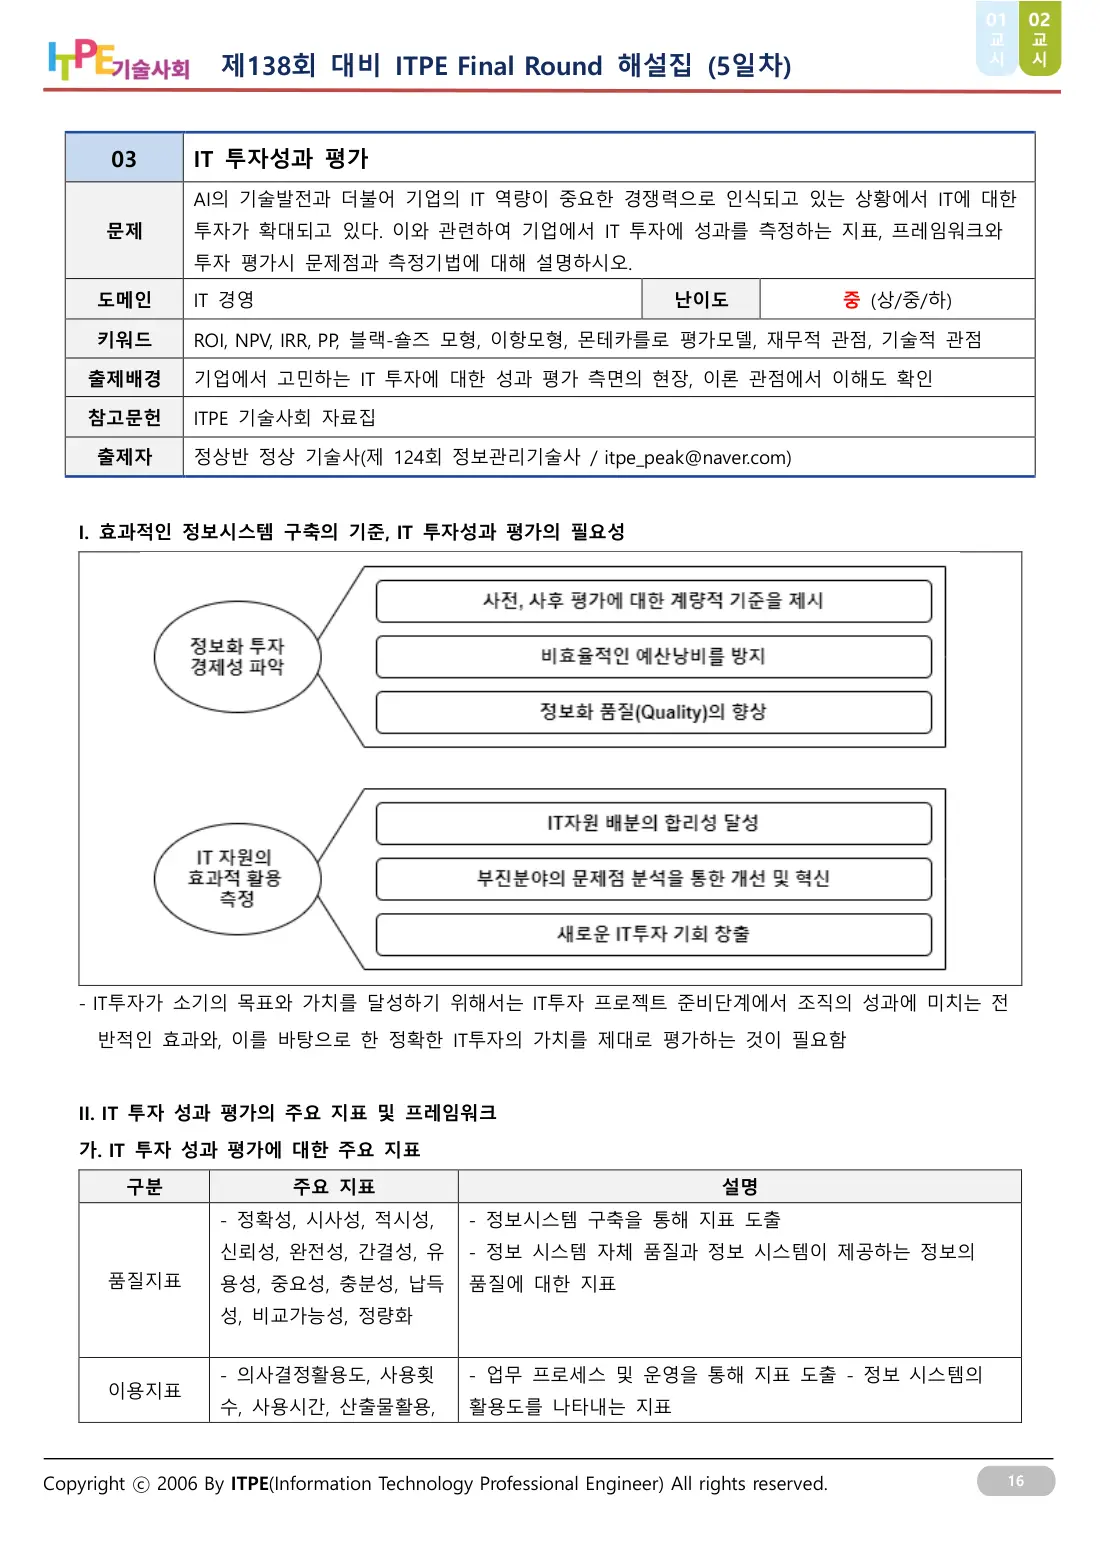 01
교
시
02
교
시
ITPE기술사회 제138회 대비 ITPE Final Round 해설집 (5일차)
03 IT 투자성과 평가
문제
AI의 기술발전과 더불어 기업의 IT 역량이 중요한 경쟁력으로 인식되고 있는 상황에서 IT에 대한
투자가 확대되고 있다. 이와 관련하여 기업에서 IT 투자에 성과를 측정하는 지표, 프레임워크와
투자 평가시 문제점과 측정기법에 대해 설명하시오.
도메인 IT 경영 난이도 중 (상/중/하)
키워드 ROI, NPV, IRR, PP, 블랙-숄즈 모형, 이항모형, 몬테카를로 평가모델, 재무적 관점, 기술적 관점
출제배경 기업에서 고민하는 IT 투자에 대한 성과 평가 측면의 현장, 이론 관점에서 이해도 확인
참고문헌 ITPE 기술사회 자료집
출제자 정상반 정상 기술사(제 124회 정보관리기술사 / itpe_peak@naver.com)
I. 효과적인 정보시스템 구축의 기준, IT 투자성과 평가의 필요성
정보화 투자
경제성 파악
사전, 사후 평가에 대한 계량적 기준을 제시
비효율적인 예산낭비를 방지
정보화 품질(Quality)의 향상
IT 자원의
효과적 활용
측정
IT자원 배분의 합리성 달성
부진분야의 문제점 분석을 통한 개선 및 혁신
새로운 IT투자 기회 창출
- IT투자가 소기의 목표와 가치를 달성하기 위해서는 IT투자 프로젝트 준비단계에서 조직의 성과에 미치는 전
반적인 효과와, 이를 바탕으로 한 정확한 IT투자의 가치를 제대로 평가하는 것이 필요함
II. IT 투자 성과 평가의 주요 지표 및 프레임워크
가. IT 투자 성과 평가에 대한 주요 지표
구분 주요 지표 설명
품질지표
- 정확성, 시사성, 적시성,
신뢰성, 완전성, 간결성, 유
용성, 중요성, 충분성, 납득
성, 비교가능성, 정량화
- 정보시스템 구축을 통해 지표 도출
- 정보 시스템 자체 품질과 정보 시스템이 제공하는 정보의
품질에 대한 지표
이용지표
- 의사결정활용도, 사용횟
수, 사용시간, 산출물활용,
- 업무 프로세스 및 운영을 통해 지표 도출 - 정보 시스템의
활용도를 나타내는 지표
Copyright ⓒ 2006 By ITPE(Information Technology Professional Engineer) All rights reserved.
16